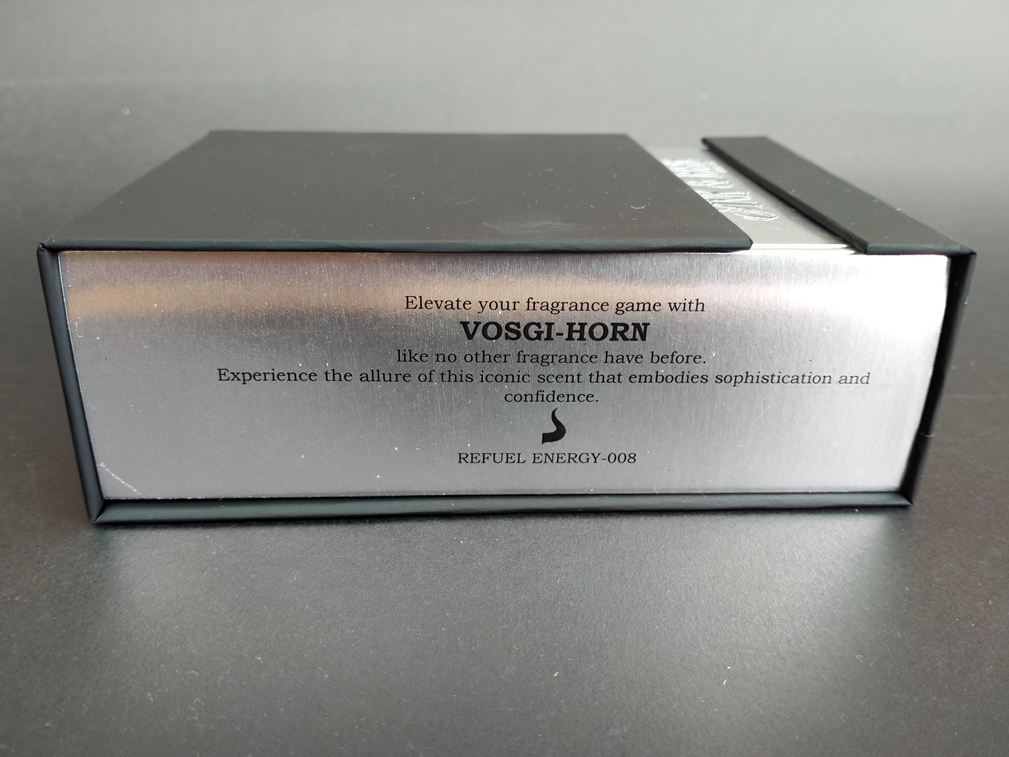 Elevate your fragrance game with
VOSGI-HORN
like no other fragrance have before.
Experience the allure of this iconic scent that embodies sophistication and
confidence.
REFUEL ENERGY-008